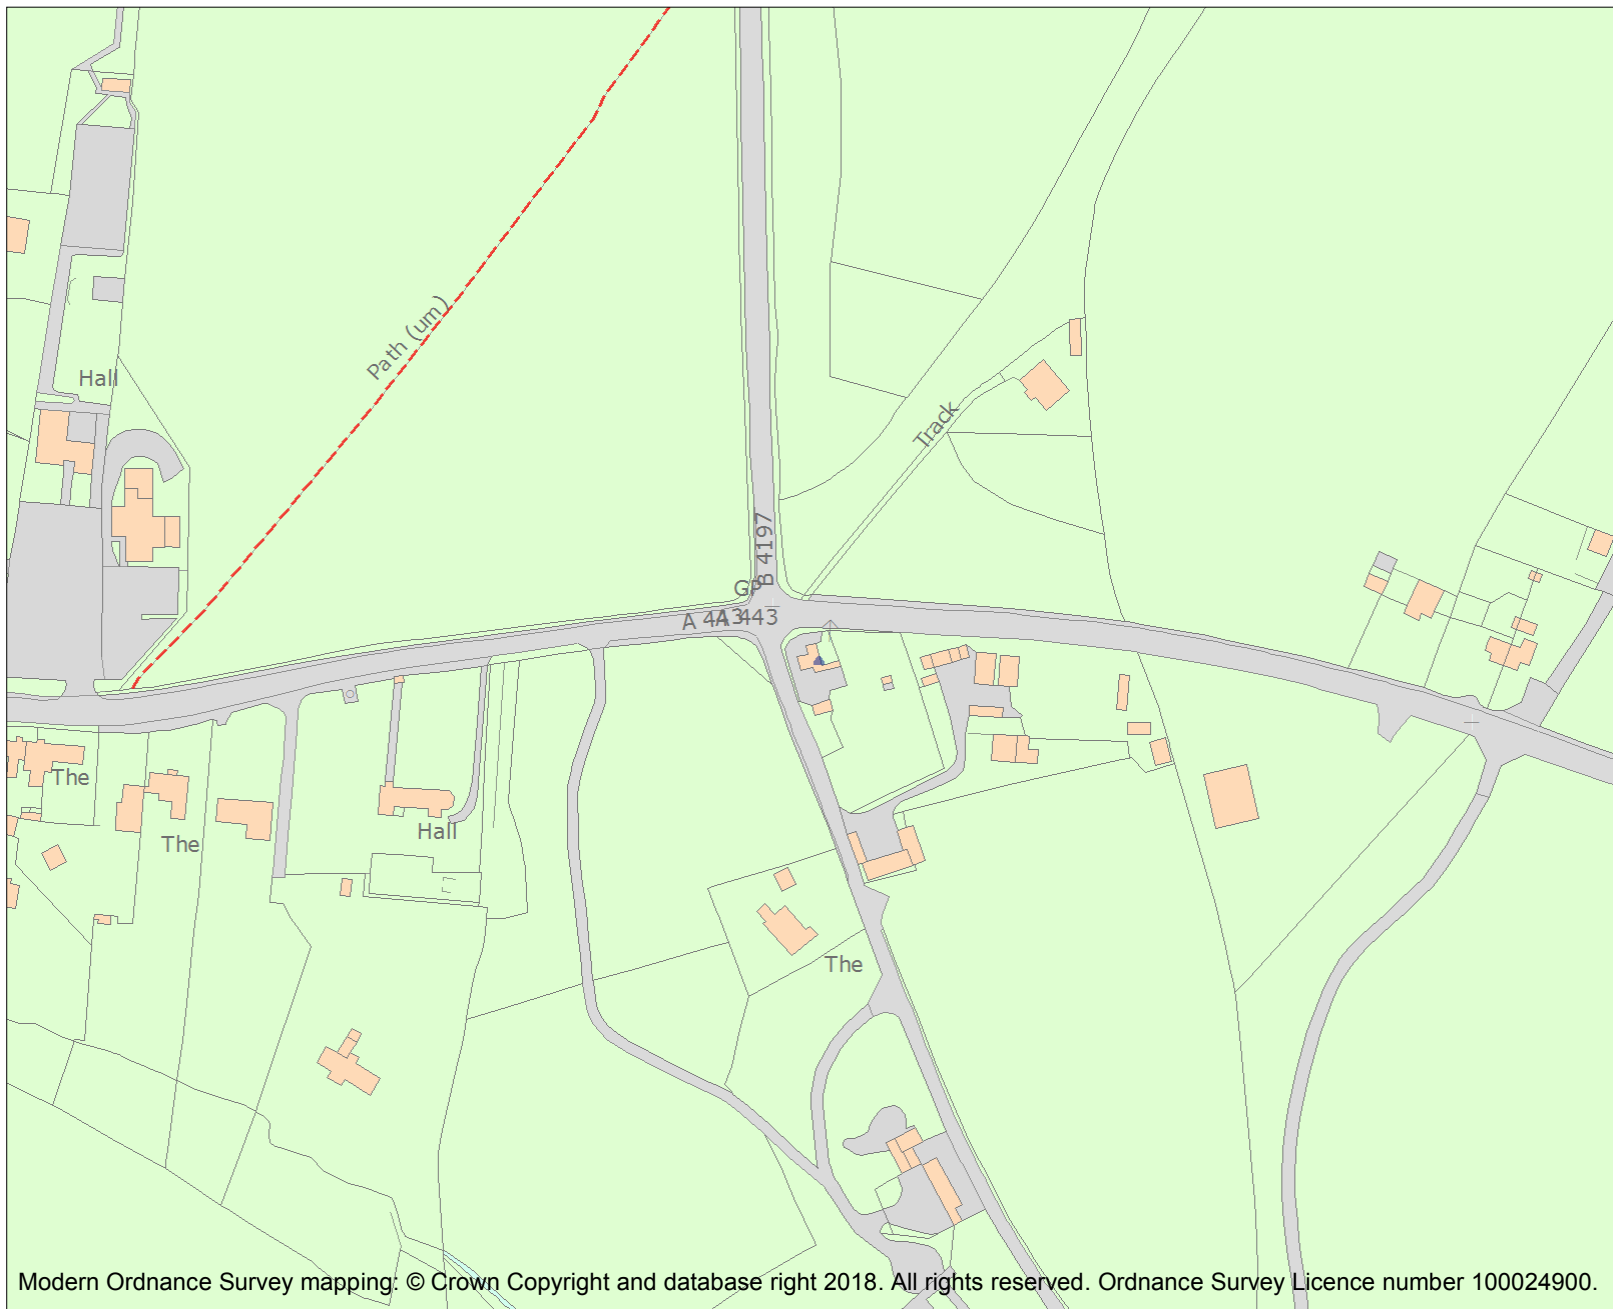 Path (um)
Hall
Track
B 4197
GP
A 443
A 443
The
The
Hall
The
Modern Ordnance Survey mapping: © Crown Copyright and database right 2018. All rights reserved. Ordnance Survey Licence number 100024900.